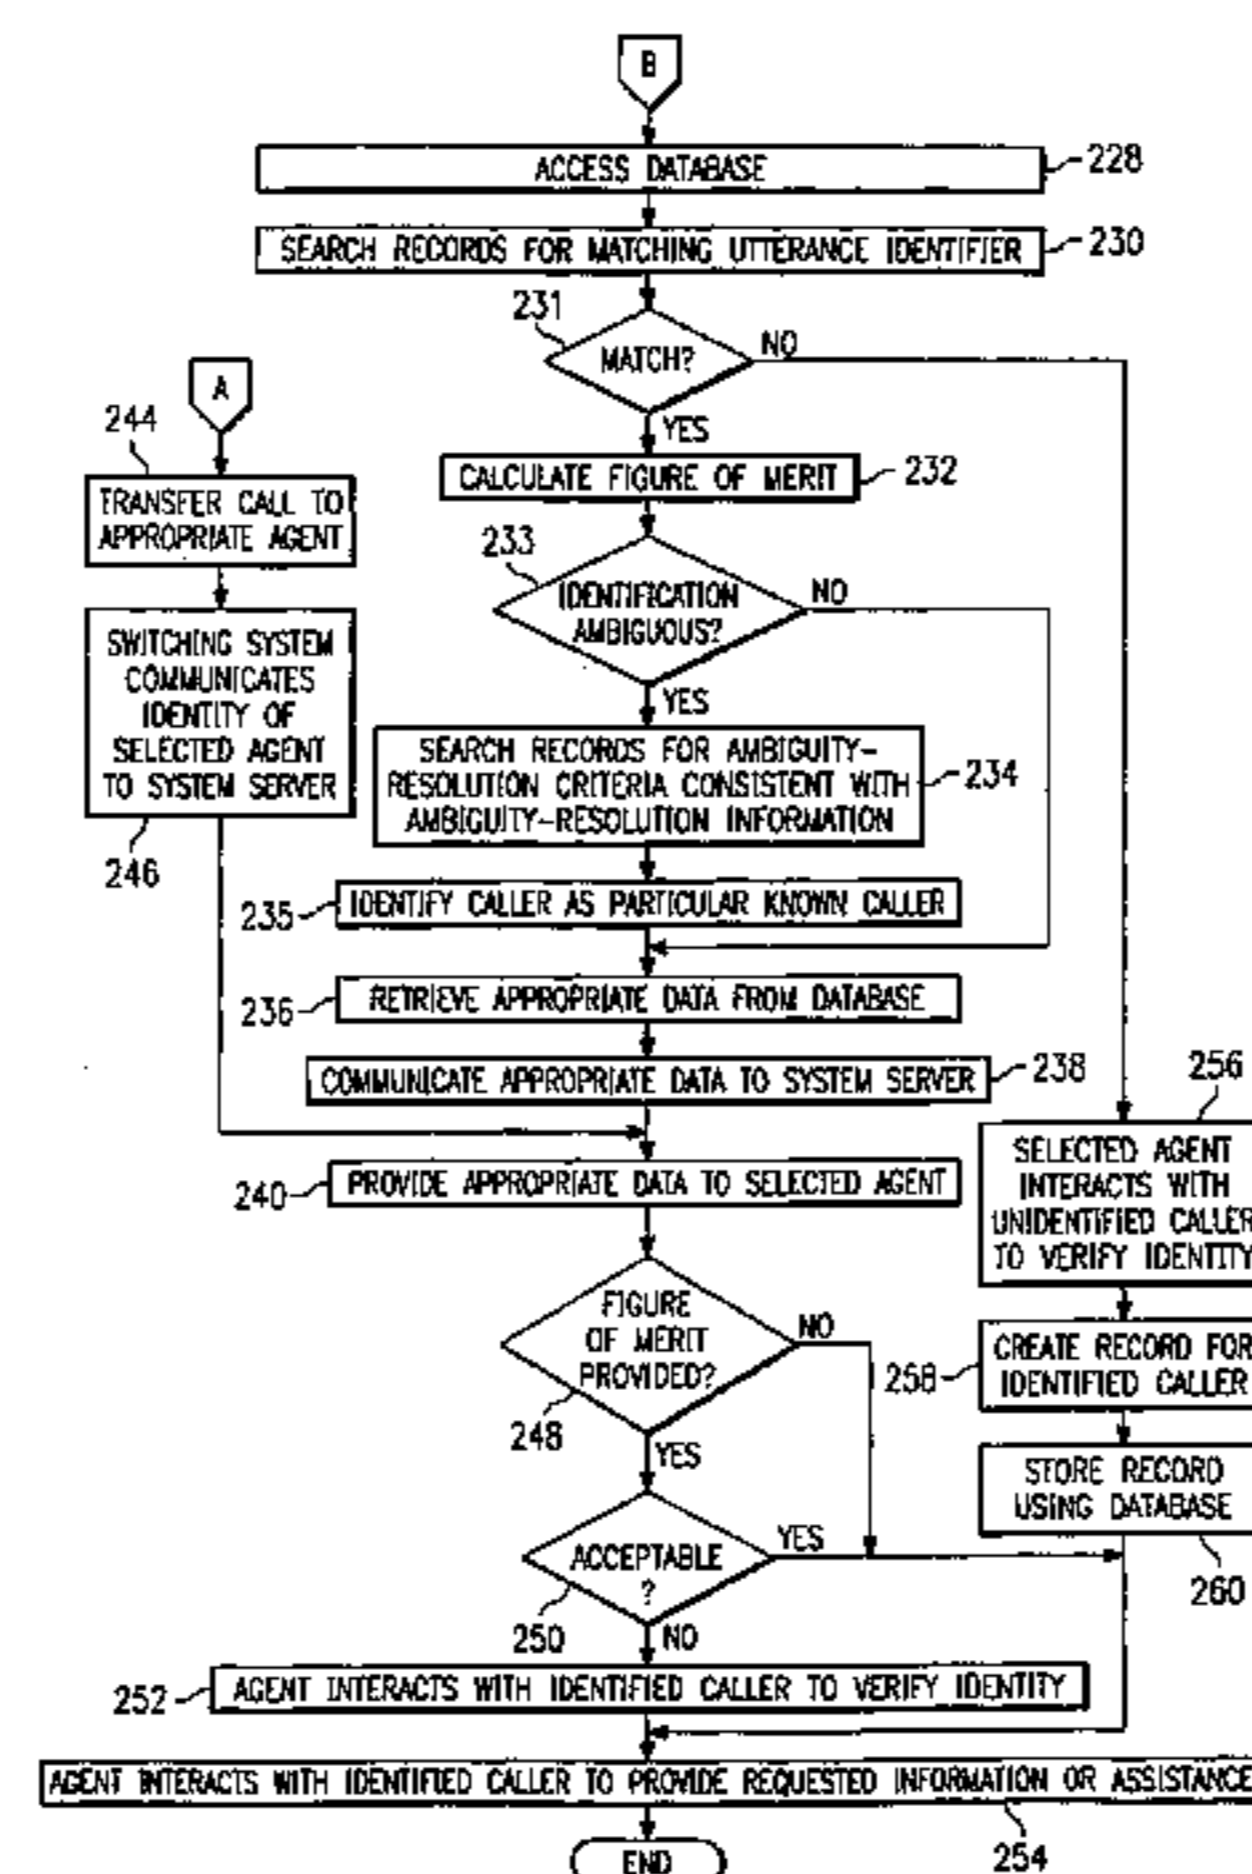 B
ACCESS DATABASE
228
SEARCH RECORDS FOR MATCHING UTTERANCE IDENTIFIER
230
231
MATCH?
NO
YES
A
244
TRANSFER CALL TO
APPROPRIATE AGENT
CALCULATE FIGURE OF MERIT
232
233
IDENTIFICATION
AMBIGUOUS?
NO
YES
SWITCHING SYSTEM
COMMUNICATES
IDENTITY OF
SELECTED AGENT
TO SYSTEM SERVER
246
SEARCH RECORDS FOR AMBIGUITY-
RESOLUTION CRITERIA CONSISTENT WITH
AMBIGUITY-RESOLUTION INFORMATION
234
235
IDENTIFY CALLER AS PARTICULAR KNOWN CALLER
236
RETRIEVE APPROPRIATE DATA FROM DATABASE
COMMUNICATE APPROPRIATE DATA TO SYSTEM SERVER
238
240
PROVIDE APPROPRIATE DATA TO SELECTED AGENT
256
SELECTED AGENT
INTERACTS WITH
UNIDENTIFIED CALLER
TO VERIFY IDENTITY
FIGURE
OF MERIT
PROVIDED?
248
NO
YES
258
CREATE RECORD FOR
IDENTIFIED CALLER
STORE RECORD
USING DATABASE
260
ACCEPTABLE
?
250
YES
NO
252
AGENT INTERACTS WITH IDENTIFIED CALLER TO VERIFY IDENTITY
AGENT INTERACTS WITH IDENTIFIED CALLER TO PROVIDE REQUESTED INFORMATION OR ASSISTANCE
254
END